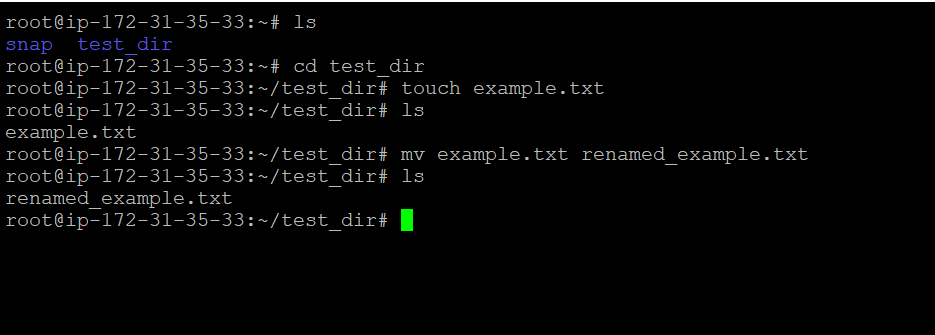 root@ip-172-31-35-33:~# ls
snap  test_dir
root@ip-172-31-35-33:~# cd test_dir
root@ip-172-31-35-33:~/test_dir# touch example.txt
root@ip-172-31-35-33:~/test_dir# ls
example.txt
root@ip-172-31-35-33:~/test_dir# mv example.txt renamed_example.txt
root@ip-172-31-35-33:~/test_dir# ls
renamed_example.txt
root@ip-172-31-35-33:~/test_dir#